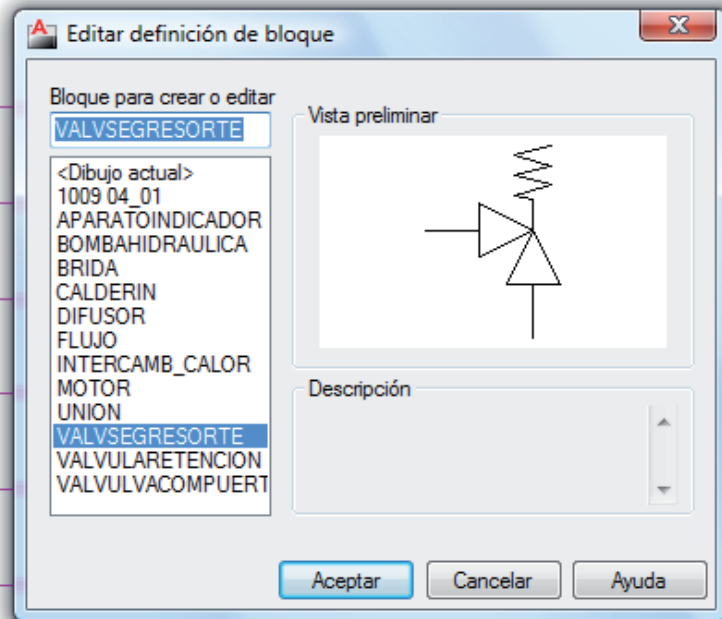 Editar definición de bloque
Bloque para crear o editar
VALVSEGRESORTE
<Dibujo actual>
1009 04_01
APARATOINDICADOR
BOMBAHIDRAULICA
BRIDA
CALDERIN
DIFUSOR
FLUJO
INTERCAMB_CALOR
MOTOR
UNION
VALVSEGRESORTE
VALVULARETENCION
VALVULVACOMPUERT
Vista preliminar
Descripción
Aceptar
Cancelar
Ayuda